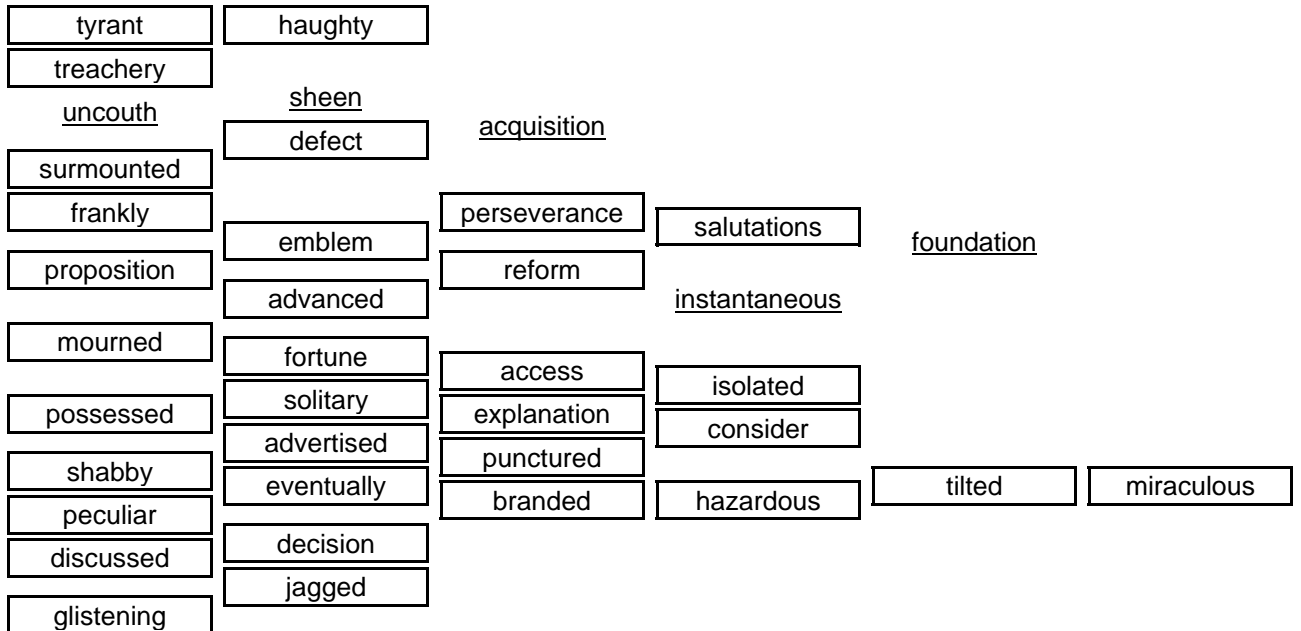 tyrant haughty
treachery
uncouth sheen
defect acquisition
surmounted
frankly perseverance salutations
emblem foundation
proposition reform
advanced instantaneous
mourned fortune
access isolated
solitary
possessed explanation consider
advertised
shabby punctured
eventually tilted miraculous
peculiar branded hazardous
discussed decision
jagged
glistening